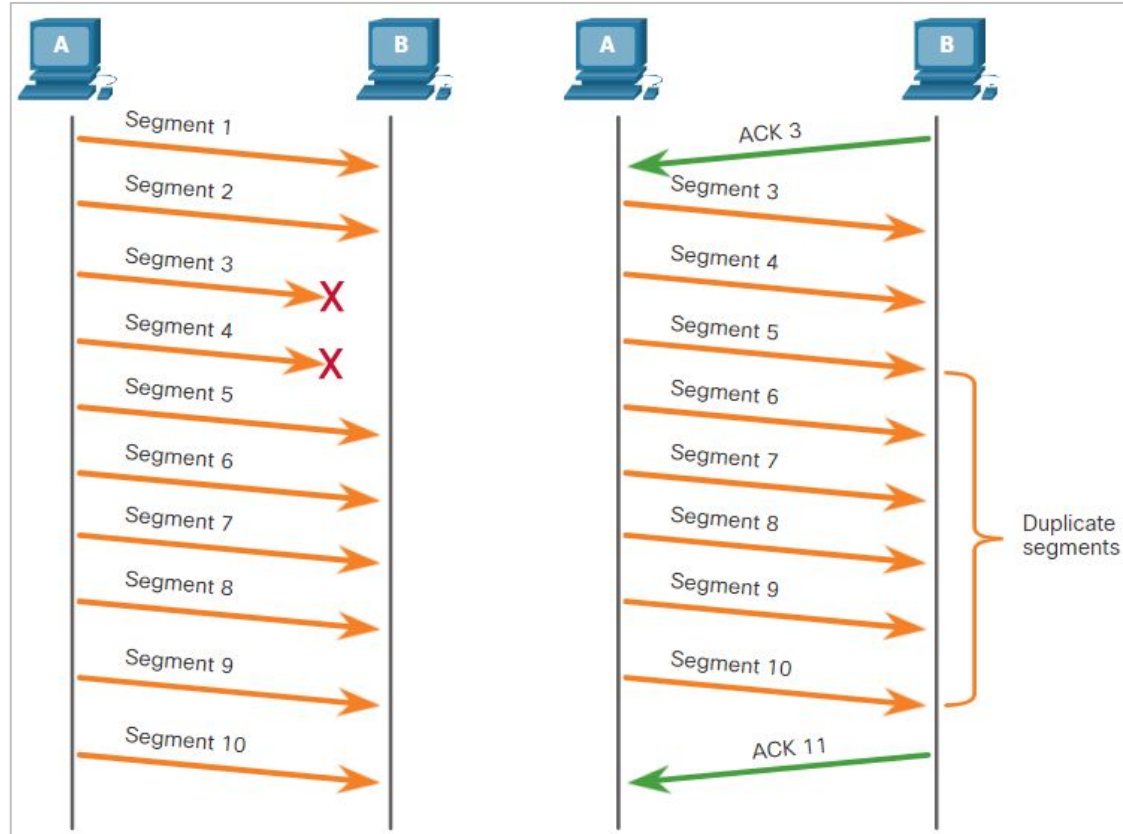 A
B
Segment 1
Segment 2
Segment 3
X
Segment 4
X
Segment 5
Segment 6
Segment 7
Segment 8
Segment 9
Segment 10
A
B
ACK 3
Segment 3
Segment 4
Segment 5
Segment 6
Segment 7
Segment 8
Segment 9
Segment 10
ACK 11
Duplicate
segments